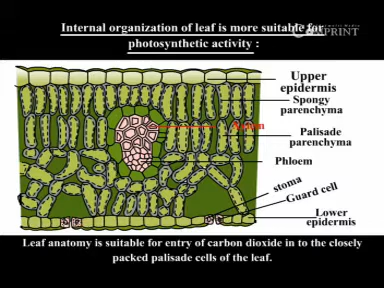 Internal organization of leaf is more suitable for
photosynthetic activity :
Upper
epidermis
Spongy
parenchyma
Palisade
parenchyma
Phloem
stoma
Guard cell
Lower
epidermis
Leaf anatomy is suitable for entry of carbon dioxide in to the closely
packed palisade cells of the leaf.